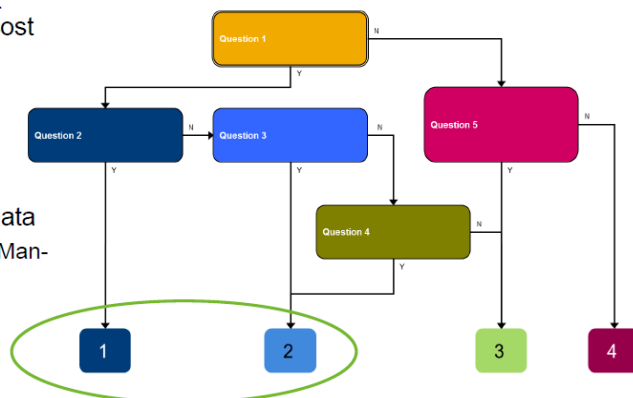 ost
Question 1
N
Y
Question 2
N
Question 3
N
Question 5
N
Y
Y
Y
ata
Man-
Question 4
N
Y
1
2
3
4